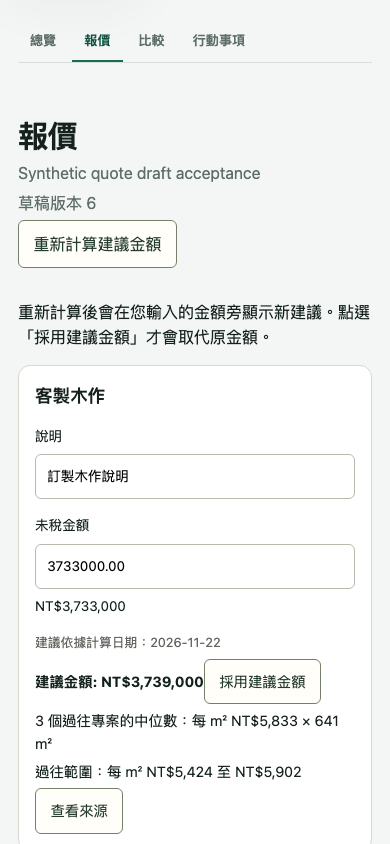 總覽 報價 比較 行動事項
報價
Synthetic quote draft acceptance
草稿版本 6
重新計算建議金額
重新計算後會在您輸入的金額旁顯示新建議。點選
「採用建議金額」才會取代原金額。
客製木作
說明
訂製木作說明
未稅金額
3733000.00
NT$3,733,000
建議依據計算日期：2026-11-22
建議金額: NT$3,739,000 採用建議金額
3 個過往專案的中位數：每 m² NT$5,833 × 641
m²
過往範圍：每 m² NT$5,424 至 NT$5,902
查看來源